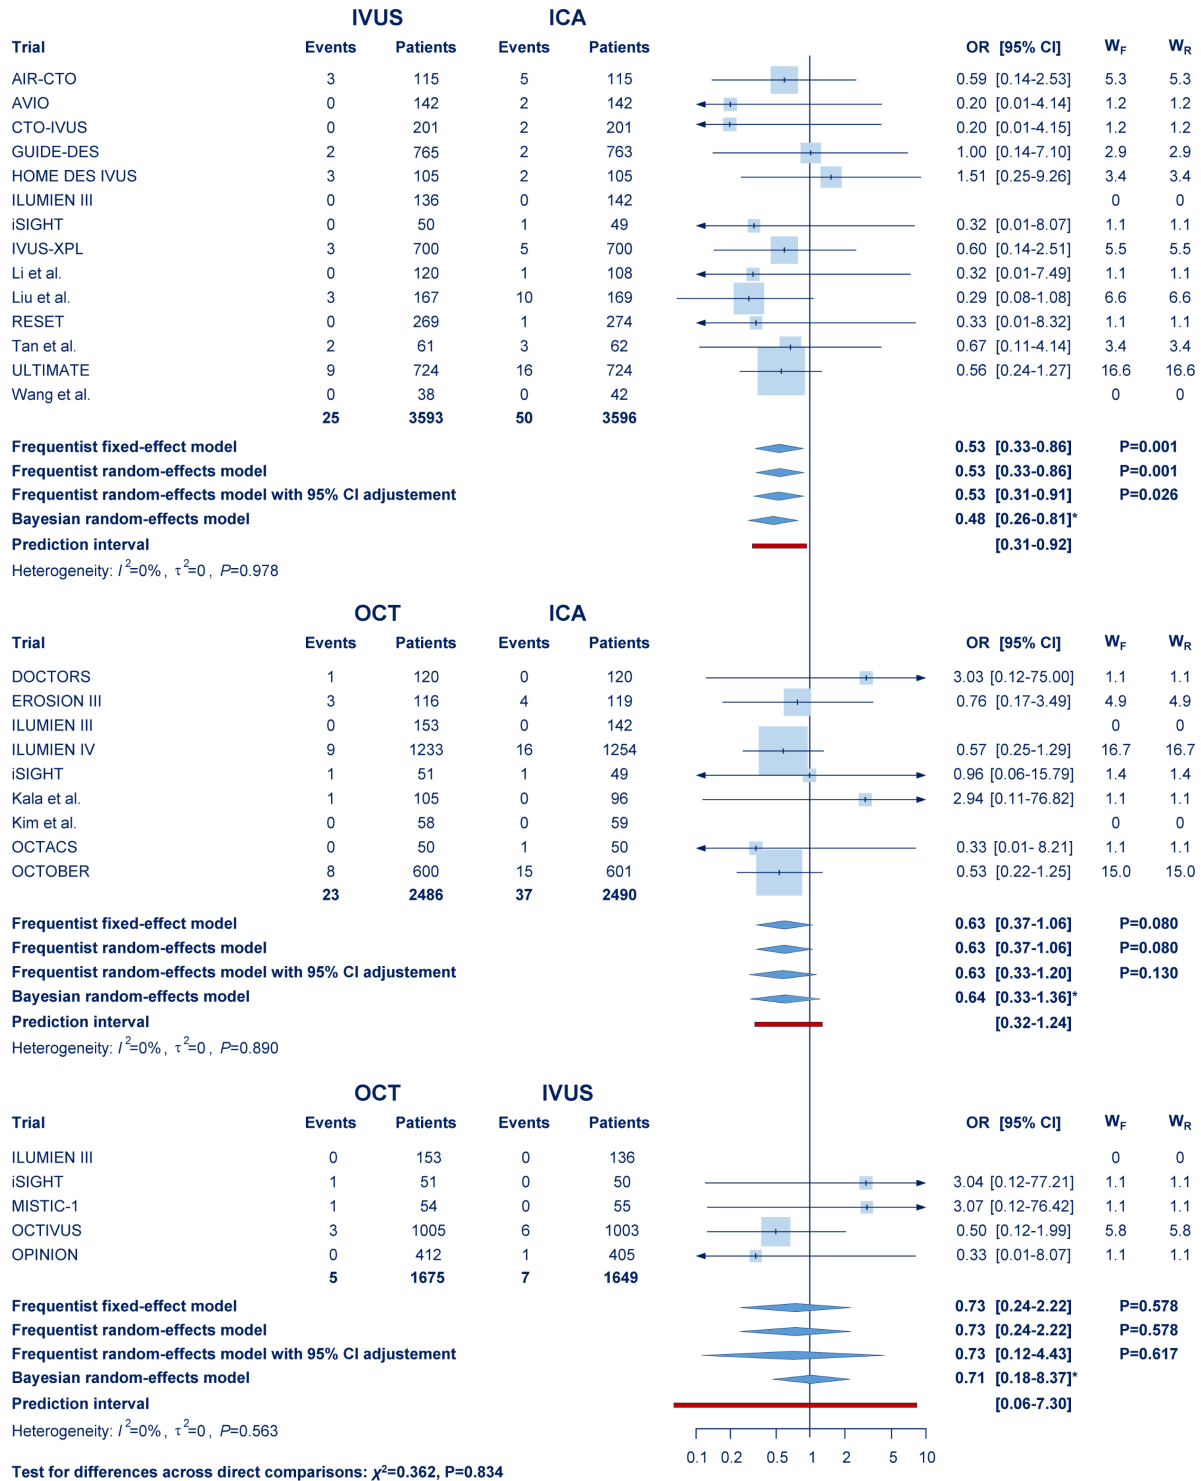 IVUS ICA
Trial Events Patients Events Patients OR [95% CI] W_F W_R
AIR-CTO 3 115 5 115 0.59 [0.14-2.53] 5.3 5.3
AVIO 0 142 2 142 0.20 [0.01-4.14] 1.2 1.2
CTO-IVUS 0 201 2 201 0.20 [0.01-4.15] 1.2 1.2
GUIDE-DES 2 765 2 763 1.00 [0.14-7.10] 2.9 2.9
HOME DES IVUS 3 105 2 105 1.51 [0.25-9.26] 3.4 3.4
ILUMIEN III 0 136 0 142 0 0
iSIGHT 0 50 1 49 0.32 [0.01-8.07] 1.1 1.1
IVUS-XPL 3 700 5 700 0.60 [0.14-2.51] 5.5 5.5
Li et al. 0 120 1 108 0.32 [0.01-7.49] 1.1 1.1
Liu et al. 3 167 10 169 0.29 [0.08-1.08] 6.6 6.6
RESET 0 269 1 274 0.33 [0.01-8.32] 1.1 1.1
Tan et al. 2 61 3 62 0.67 [0.11-4.14] 3.4 3.4
ULTIMATE 9 724 16 724 0.56 [0.24-1.27] 16.6 16.6
Wang et al. 0 38 0 42 0 0
25 3593 50 3596
Frequentist fixed-effect model 0.53 [0.33-0.86] P=0.001
Frequentist random-effects model 0.53 [0.33-0.86] P=0.001
Frequentist random-effects model with 95% CI adjustement 0.53 [0.31-0.91] P=0.026
Bayesian random-effects model 0.48 [0.26-0.81]*
Prediction interval [0.31-0.92]
Heterogeneity: I²=0%, τ²=0, P=0.978
OCT ICA
Trial Events Patients Events Patients OR [95% CI] W_F W_R
DOCTORS 1 120 0 120 3.03 [0.12-75.00] 1.1 1.1
EROSION III 3 116 4 119 0.76 [0.17-3.49] 4.9 4.9
ILUMIEN III 0 153 0 142 0 0
ILUMIEN IV 9 1233 16 1254 0.57 [0.25-1.29] 16.7 16.7
iSIGHT 1 51 1 49 0.96 [0.06-15.79] 1.4 1.4
Kala et al. 1 105 0 96 2.94 [0.11-76.82] 1.1 1.1
Kim et al. 0 58 0 59 0 0
OCTACS 0 50 1 50 0.33 [0.01- 8.21] 1.1 1.1
OCTOBER 8 600 15 601 0.53 [0.22-1.25] 15.0 15.0
23 2486 37 2490
Frequentist fixed-effect model 0.63 [0.37-1.06] P=0.080
Frequentist random-effects model 0.63 [0.37-1.06] P=0.080
Frequentist random-effects model with 95% CI adjustement 0.63 [0.33-1.20] P=0.130
Bayesian random-effects model 0.64 [0.33-1.36]*
Prediction interval [0.32-1.24]
Heterogeneity: I²=0%, τ²=0, P=0.890
OCT IVUS
Trial Events Patients Events Patients OR [95% CI] W_F W_R
ILUMIEN III 0 153 0 136 0 0
iSIGHT 1 51 0 50 3.04 [0.12-77.21] 1.1 1.1
MISTIC-1 1 54 0 55 3.07 [0.12-76.42] 1.1 1.1
OCTIVUS 3 1005 6 1003 0.50 [0.12-1.99] 5.8 5.8
OPINION 0 412 1 405 0.33 [0.01-8.07] 1.1 1.1
5 1675 7 1649
Frequentist fixed-effect model 0.73 [0.24-2.22] P=0.578
Frequentist random-effects model 0.73 [0.24-2.22] P=0.578
Frequentist random-effects model with 95% CI adjustement 0.73 [0.12-4.43] P=0.617
Bayesian random-effects model 0.71 [0.18-8.37]*
Prediction interval [0.06-7.30]
Heterogeneity: I²=0%, τ²=0, P=0.563
0.1 0.2 0.5 1 2 5 10
Test for differences across direct comparisons: χ²=0.362, P=0.834